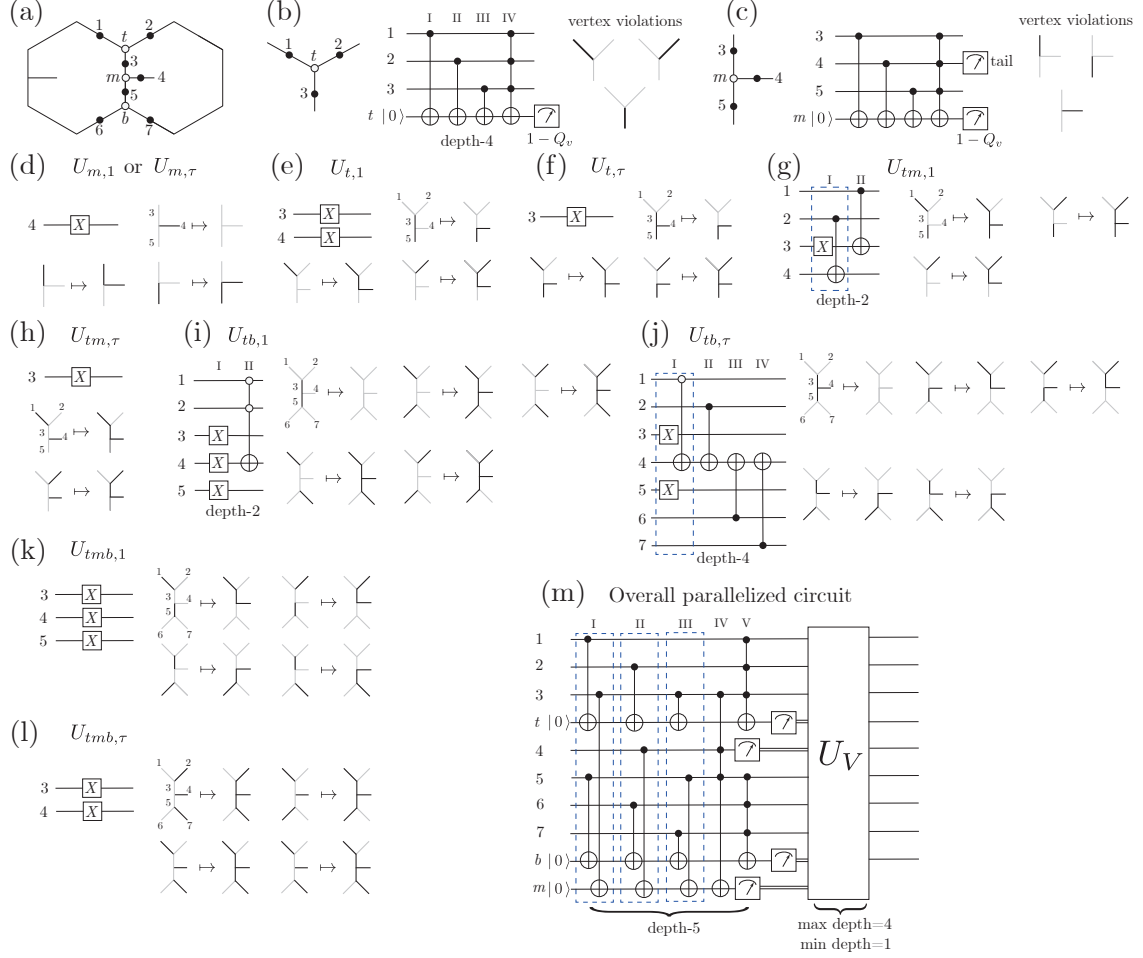 (a)
1
2
t
3
m
4
5
b
6
7
(b)
1
t
2
3
I II III IV
1
2
3
t |0⟩
depth-4
1 − Q_v
vertex violations
(c)
3
m
4
5
3
4
tail
5
m |0⟩
1 − Q_v
vertex violations
(d) U_{m,1} or U_{m,τ}
4 X
3
4 ↦
5
↦ ↦
(e) U_{t,1}
3 X
4 X
1 2
3
4 ↦
5
↦ ↦
(f) U_{t,τ}
3 X
1 2
3
4 ↦
5
↦ ↦
(g) U_{tm,1}
I II
1
2
3 X
4
depth-2
1 2
3
4 ↦ ↦
5
↦
(h) U_{tm,τ}
3 X
1 2
3
4 ↦
5
↦
(i) U_{tb,1}
I II
1
2
3 X
4 X
5 X
depth-2
1 2
3
4 ↦ ↦ ↦
5
6 7
↦ ↦
(j) U_{tb,τ}
I II III IV
1
2
3 X
4
5 X
6
7
depth-4
1 2
3
4 ↦ ↦ ↦
5
6 7
↦ ↦
(k) U_{tmb,1}
3 X
4 X
5 X
1 2
3
4 ↦ ↦
5
6 7
↦ ↦
(l) U_{tmb,τ}
3 X
4 X
1 2
3
4 ↦ ↦
5
6 7
↦ ↦
(m) Overall parallelized circuit
I II III IV V
1
2
3
t |0⟩
4
5
6
7
b |0⟩
m |0⟩
U_V
depth-5
max depth=4
min depth=1